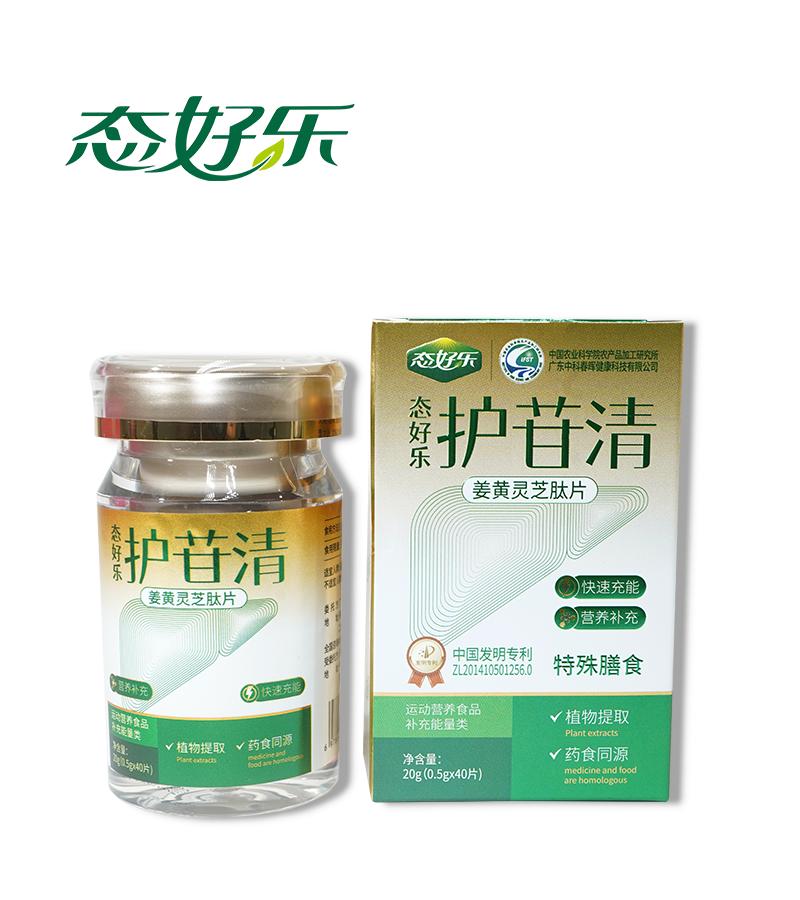 态好乐
态好乐
IFST
中国农业科学院农产品加工研究所
广东中科春晖健康科技有限公司
态好乐
护苷清
姜黄灵芝肽片
快速充能
营养补充
发明专利
中国发明专利
ZL201410501256.0
特殊膳食
运动营养食品
补充能量类
植物提取
Plant extracts
药食同源
medicine and food
are homologous
净含量：
20g (0.5gx40片)
态好乐
护苷清
姜黄灵芝肽片
营养补充
快速充能
运动营养食品
补充能量类
植物提取
Plant extracts
药食同源
medicine and
food are homologous
净含量：
20g (0.5gx40片)